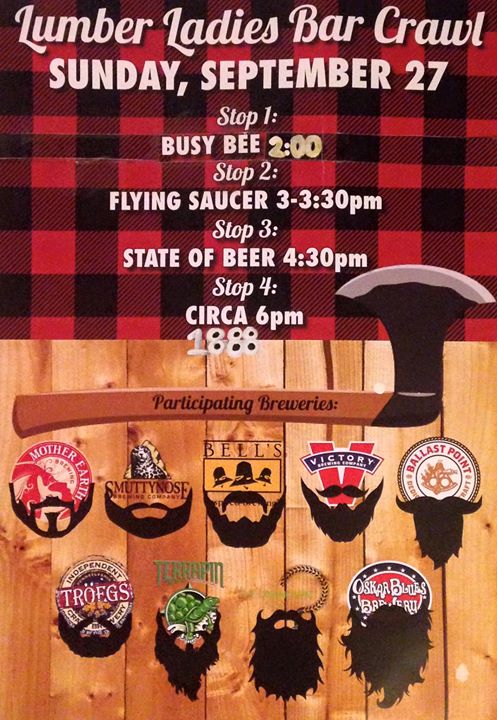 Lumber Ladies Bar Crawl
SUNDAY, SEPTEMBER 27
Stop 1:
BUSY BEE 2:00
Stop 2:
FLYING SAUCER 3-3:30pm
Stop 3:
STATE OF BEER 4:30pm
Stop 4:
CIRCA 6pm
1888
Participating Breweries:
MOTHER EARTH
BREWING
SMUTTYNOSE
BREWING COMPANY
BELL'S
V
VICTORY
BREWING COMPANY
BALLAST POINT
INDEPENDENT
TRÖEGS
TERRAPIN
OSKAR BLUES
BREWERY